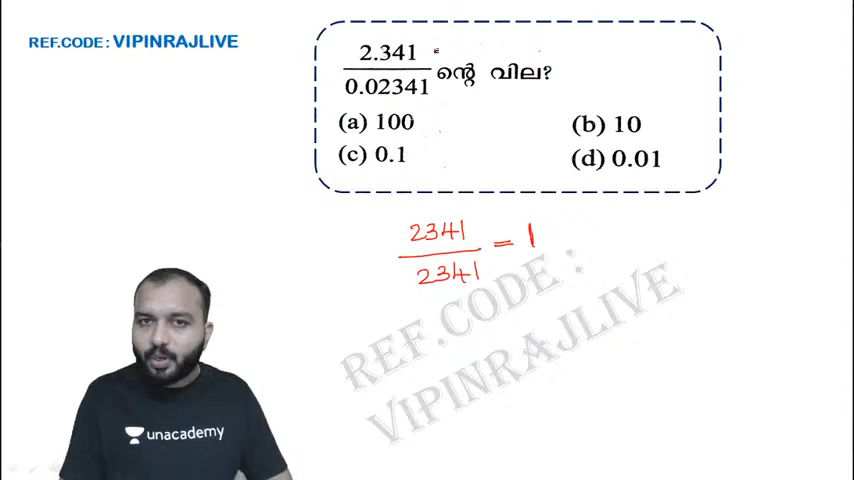 REF.CODE : VIPINRAJLIVE
2.341
0.02341
ന്റെ വില?
(a) 100
(b) 10
(c) 0.1
(d) 0.01
2341
2341
= 1
REF.CODE :
VIPINRAJLIVE
unacademy